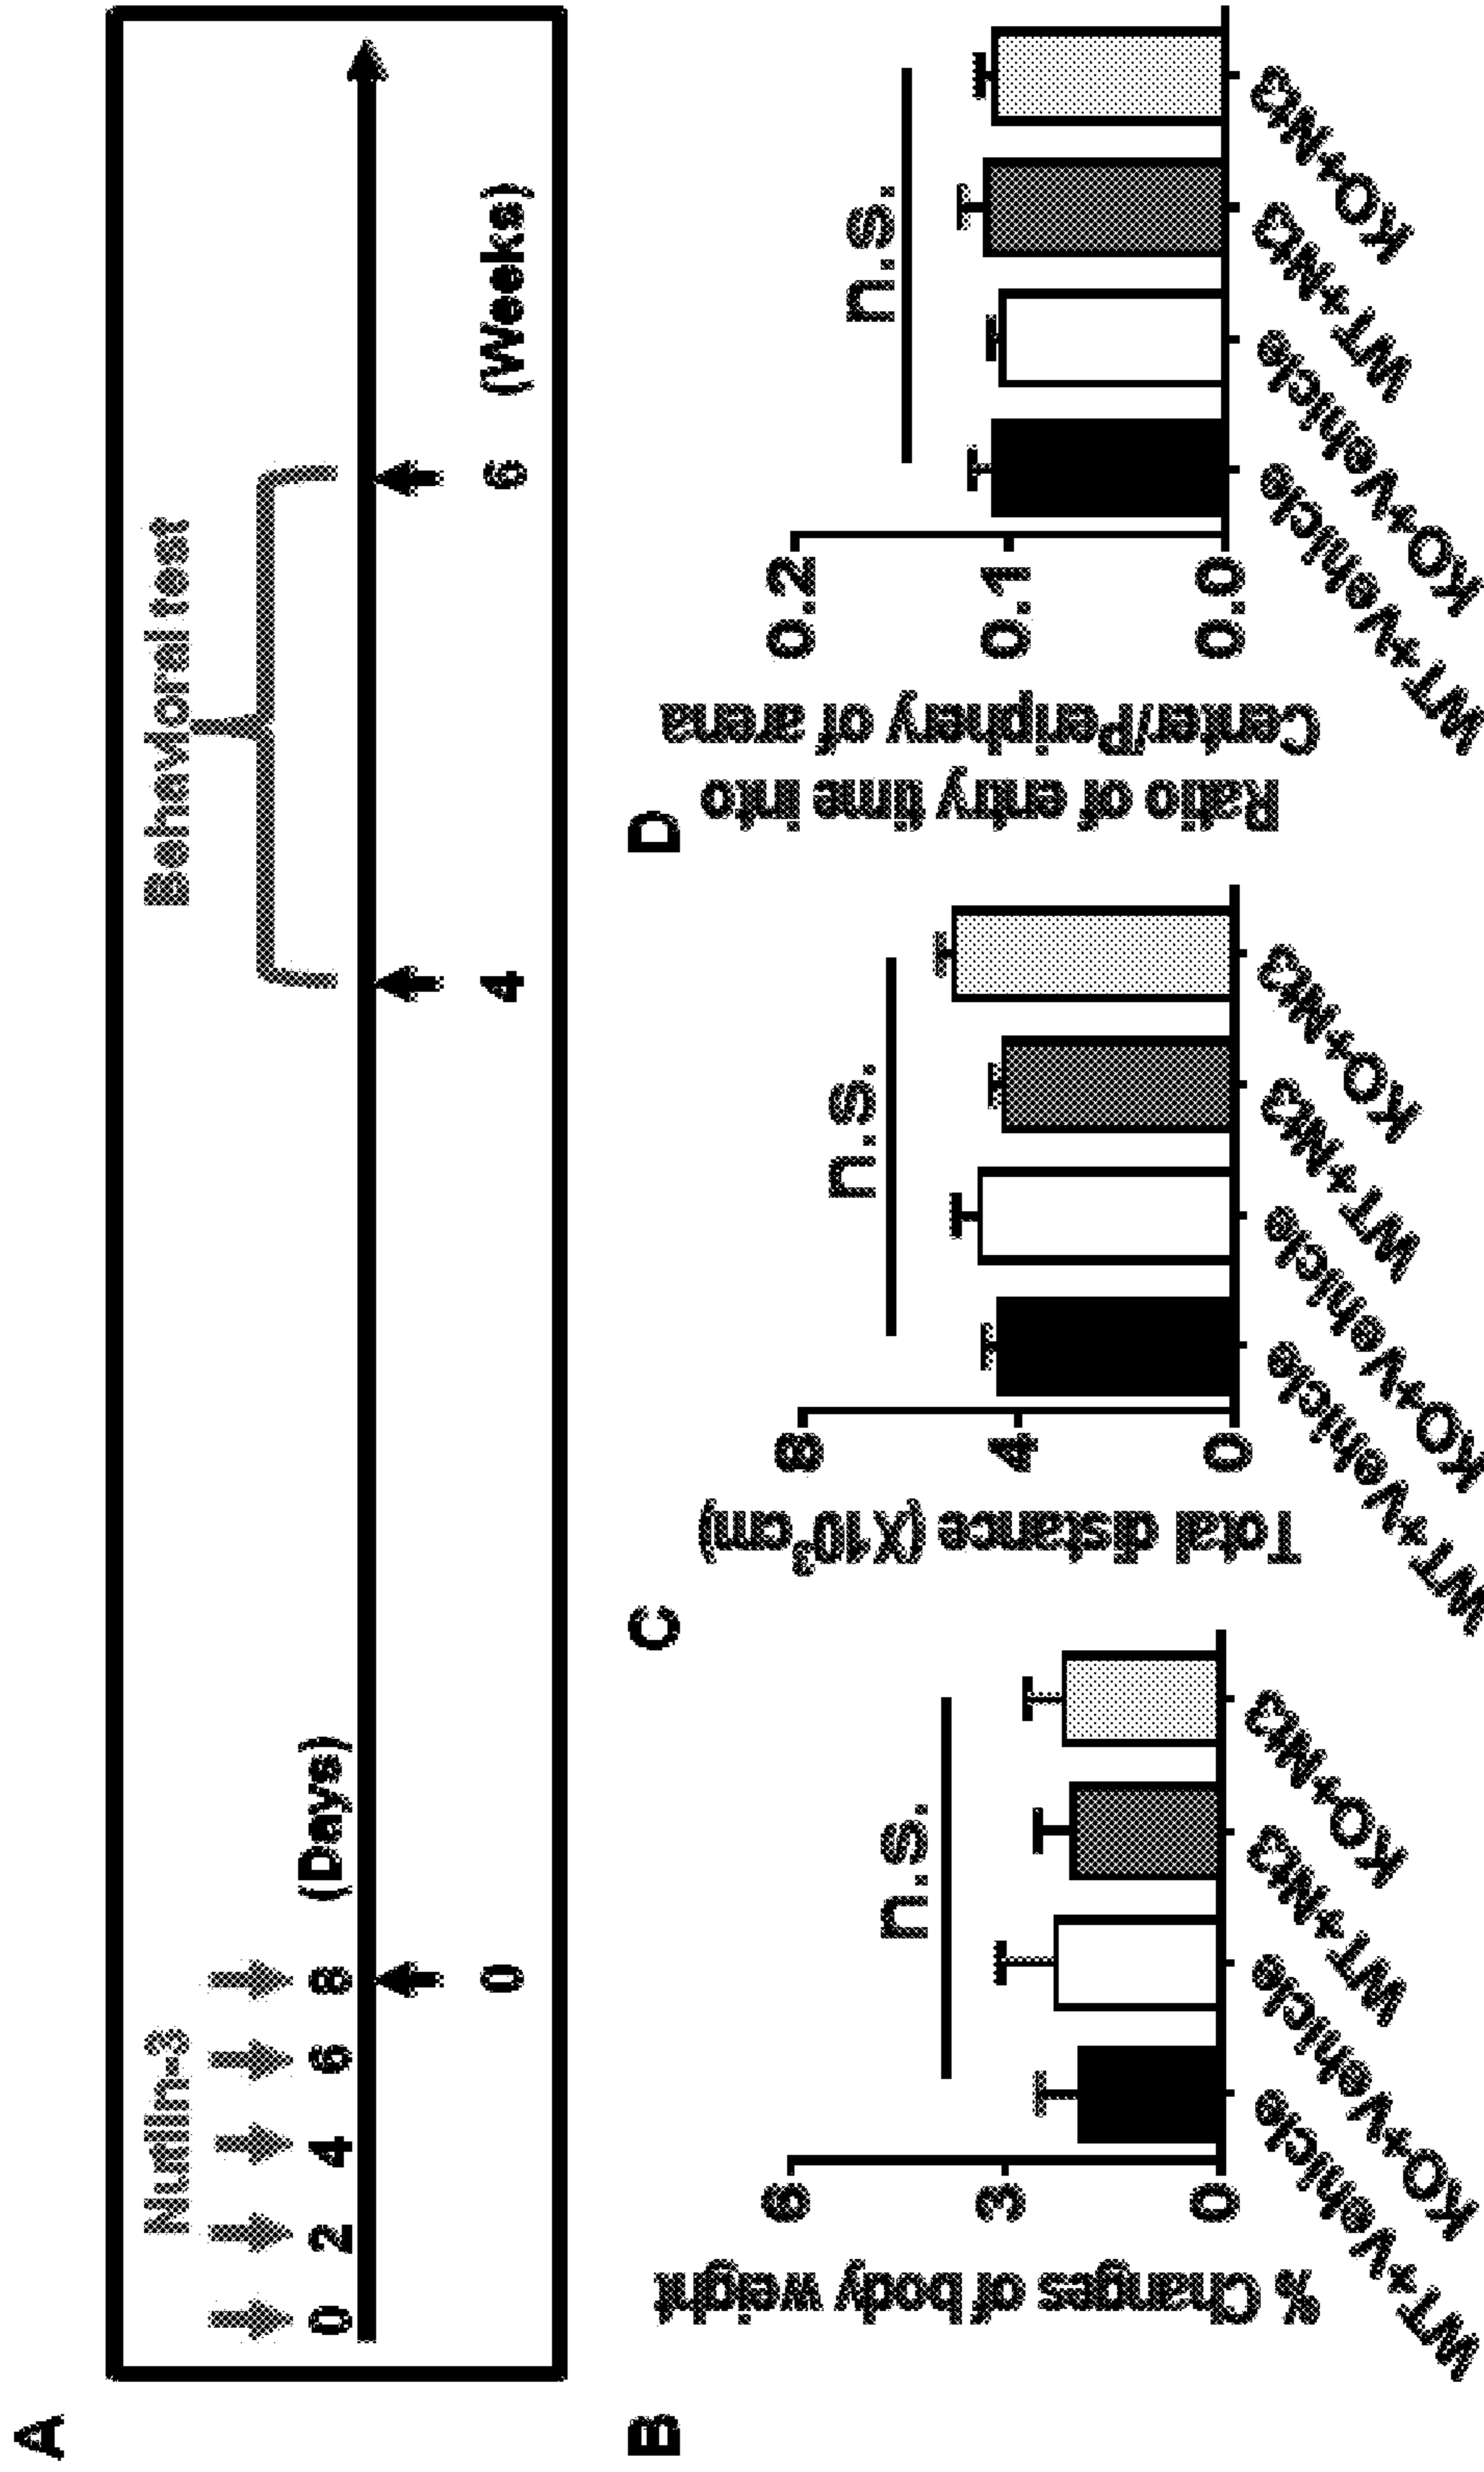 A
Nutlin-3
Behavioral test
0 2 4 6 8 (Days)
0 4 6 (Weeks)
B
% Changes of body weight
6
3
0
n.s.
WT+Vehicle
KO+Vehicle
WT+Nt3
KO+Nt3
C
Total distance (X10³cm)
8
4
0
n.s.
WT+Vehicle
KO+Vehicle
WT+Nt3
KO+Nt3
D
Ratio of entry time into
Center/Periphery of arena
0.2
0.1
0.0
n.s.
WT+Vehicle
KO+Vehicle
WT+Nt3
KO+Nt3